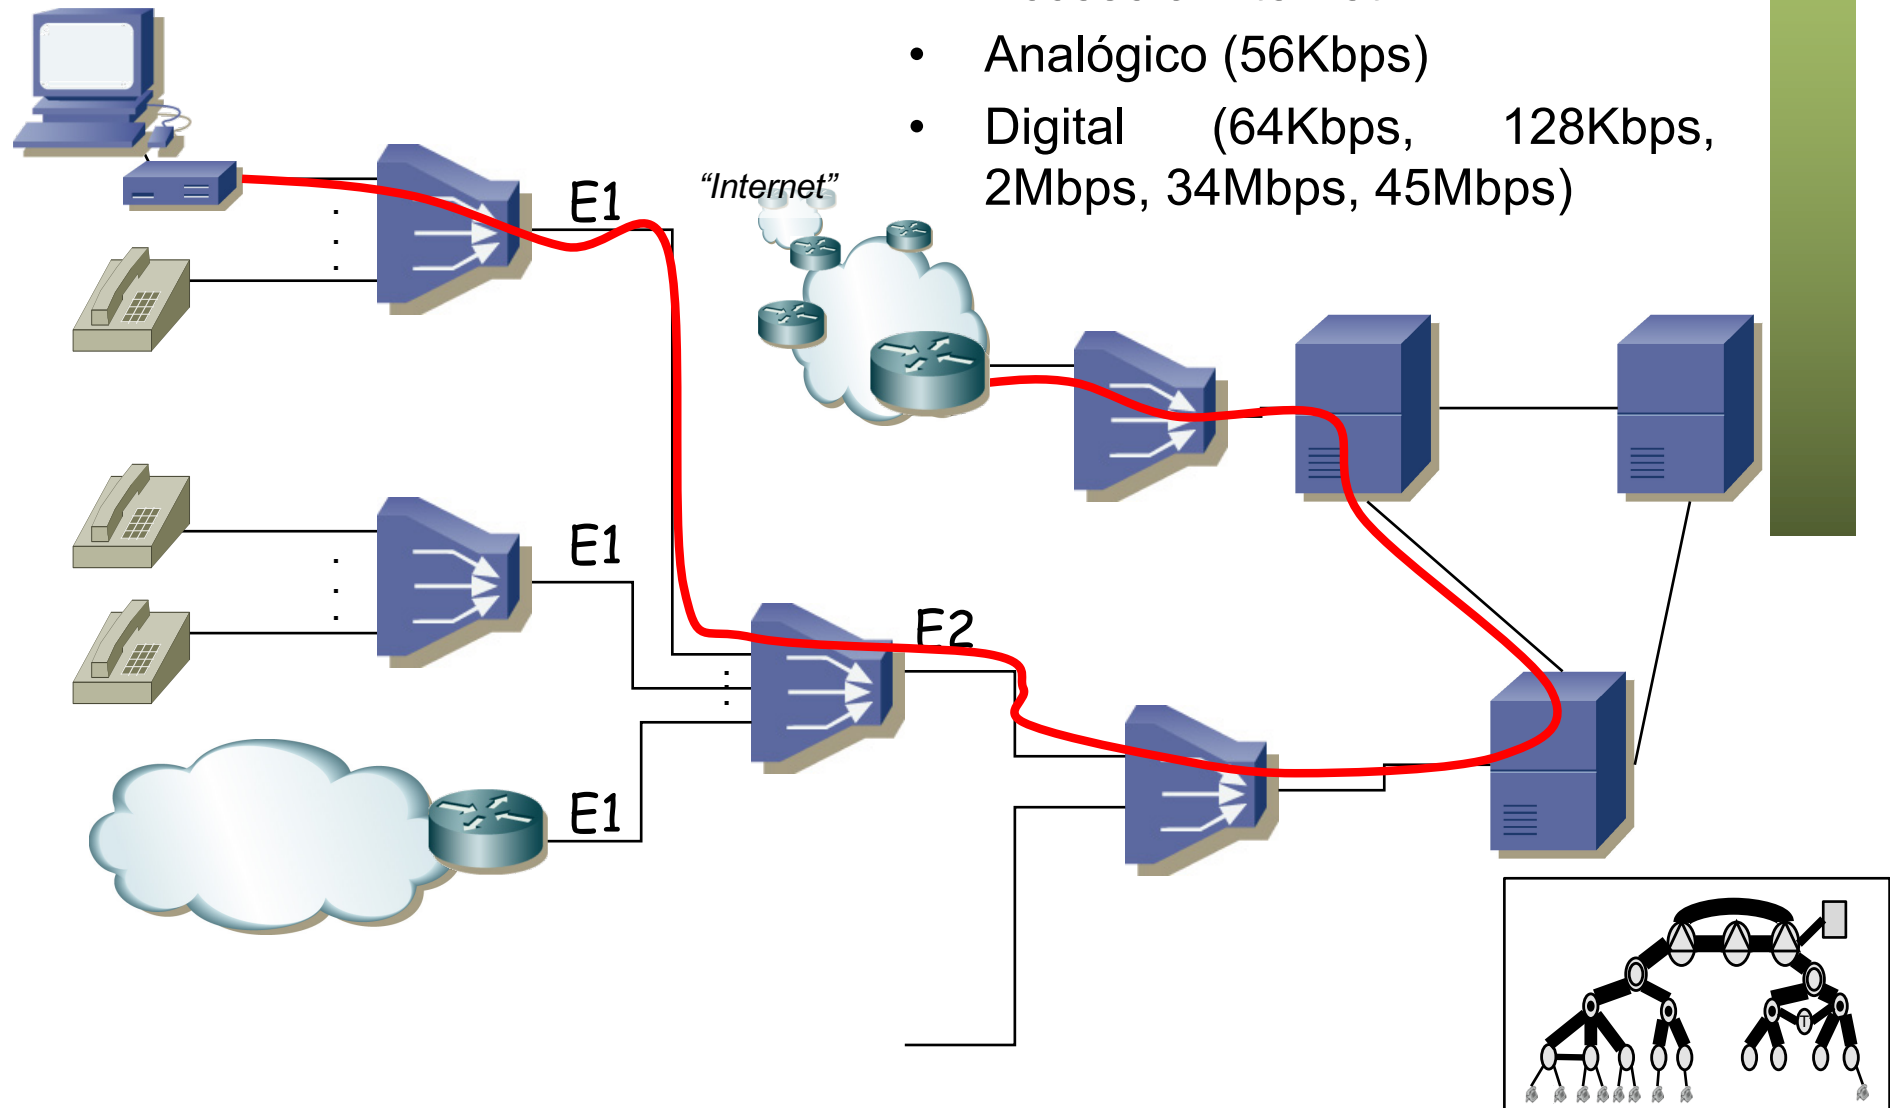 • Analógico (56Kbps)
• Digital (64Kbps, 128Kbps,
2Mbps, 34Mbps, 45Mbps)
“Internet”
E1
E1
E2
E1
T